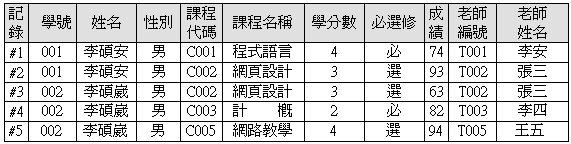 記錄 學號 姓名 性別 課程代碼 課程名稱 學分數 必選修 成績 老師編號 老師姓名
#1 001 李碩安 男 C001 程式語言 4 必 74 T001 李安
#2 001 李碩安 男 C002 網頁設計 3 選 93 T002 張三
#3 002 李碩崴 男 C002 網頁設計 3 選 63 T002 張三
#4 002 李碩崴 男 C003 計 概 2 必 82 T003 李四
#5 002 李碩崴 男 C005 網路教學 4 選 94 T005 王五